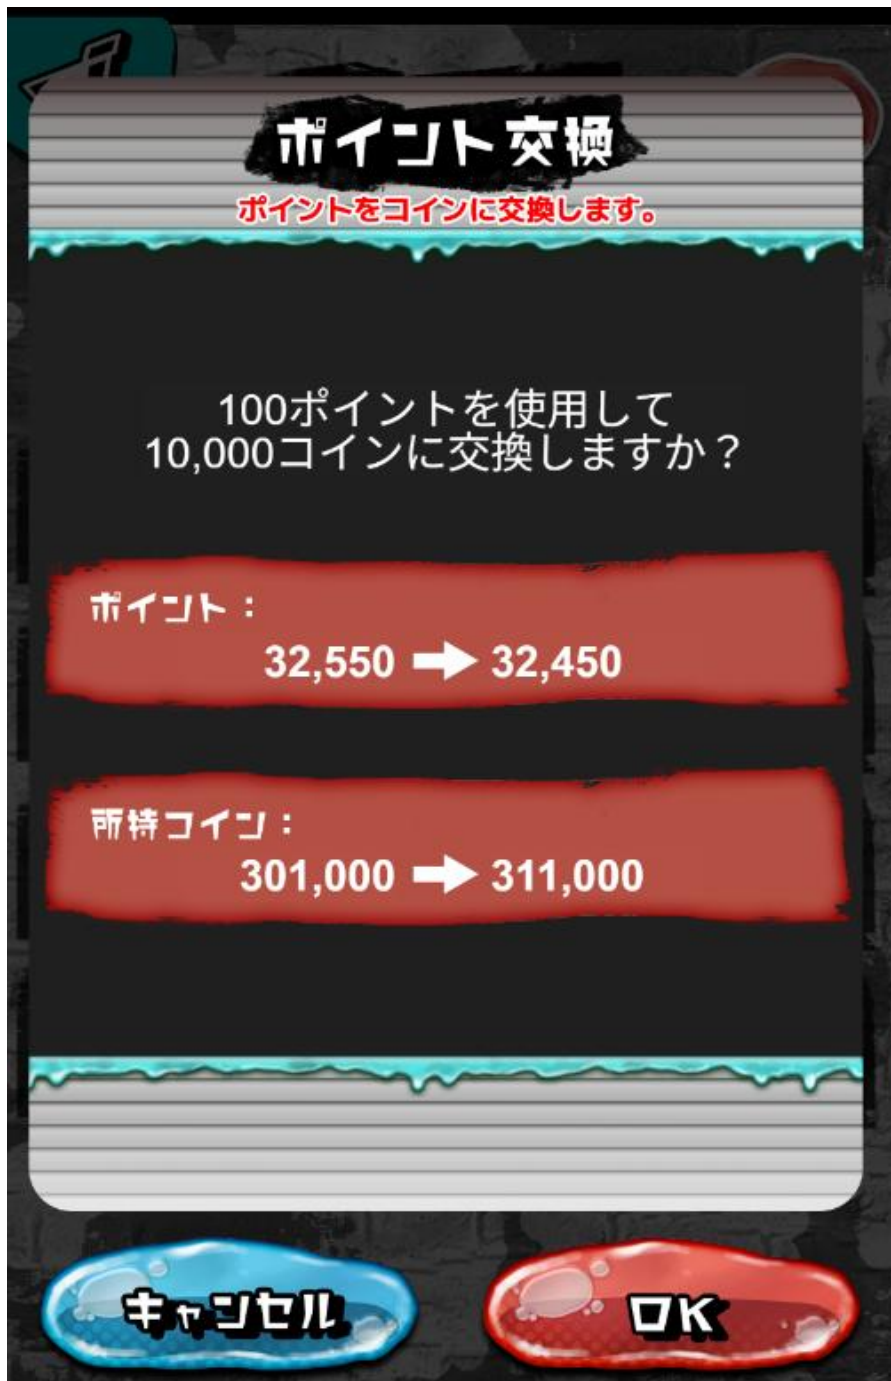 ポイント交換
ポイントをコインに交換します。
100ポイントを使用して
10,000コインに交換しますか？
ポイント：
32,550 ➡ 32,450
所持コイン：
301,000 ➡ 311,000
キャンセル
OK